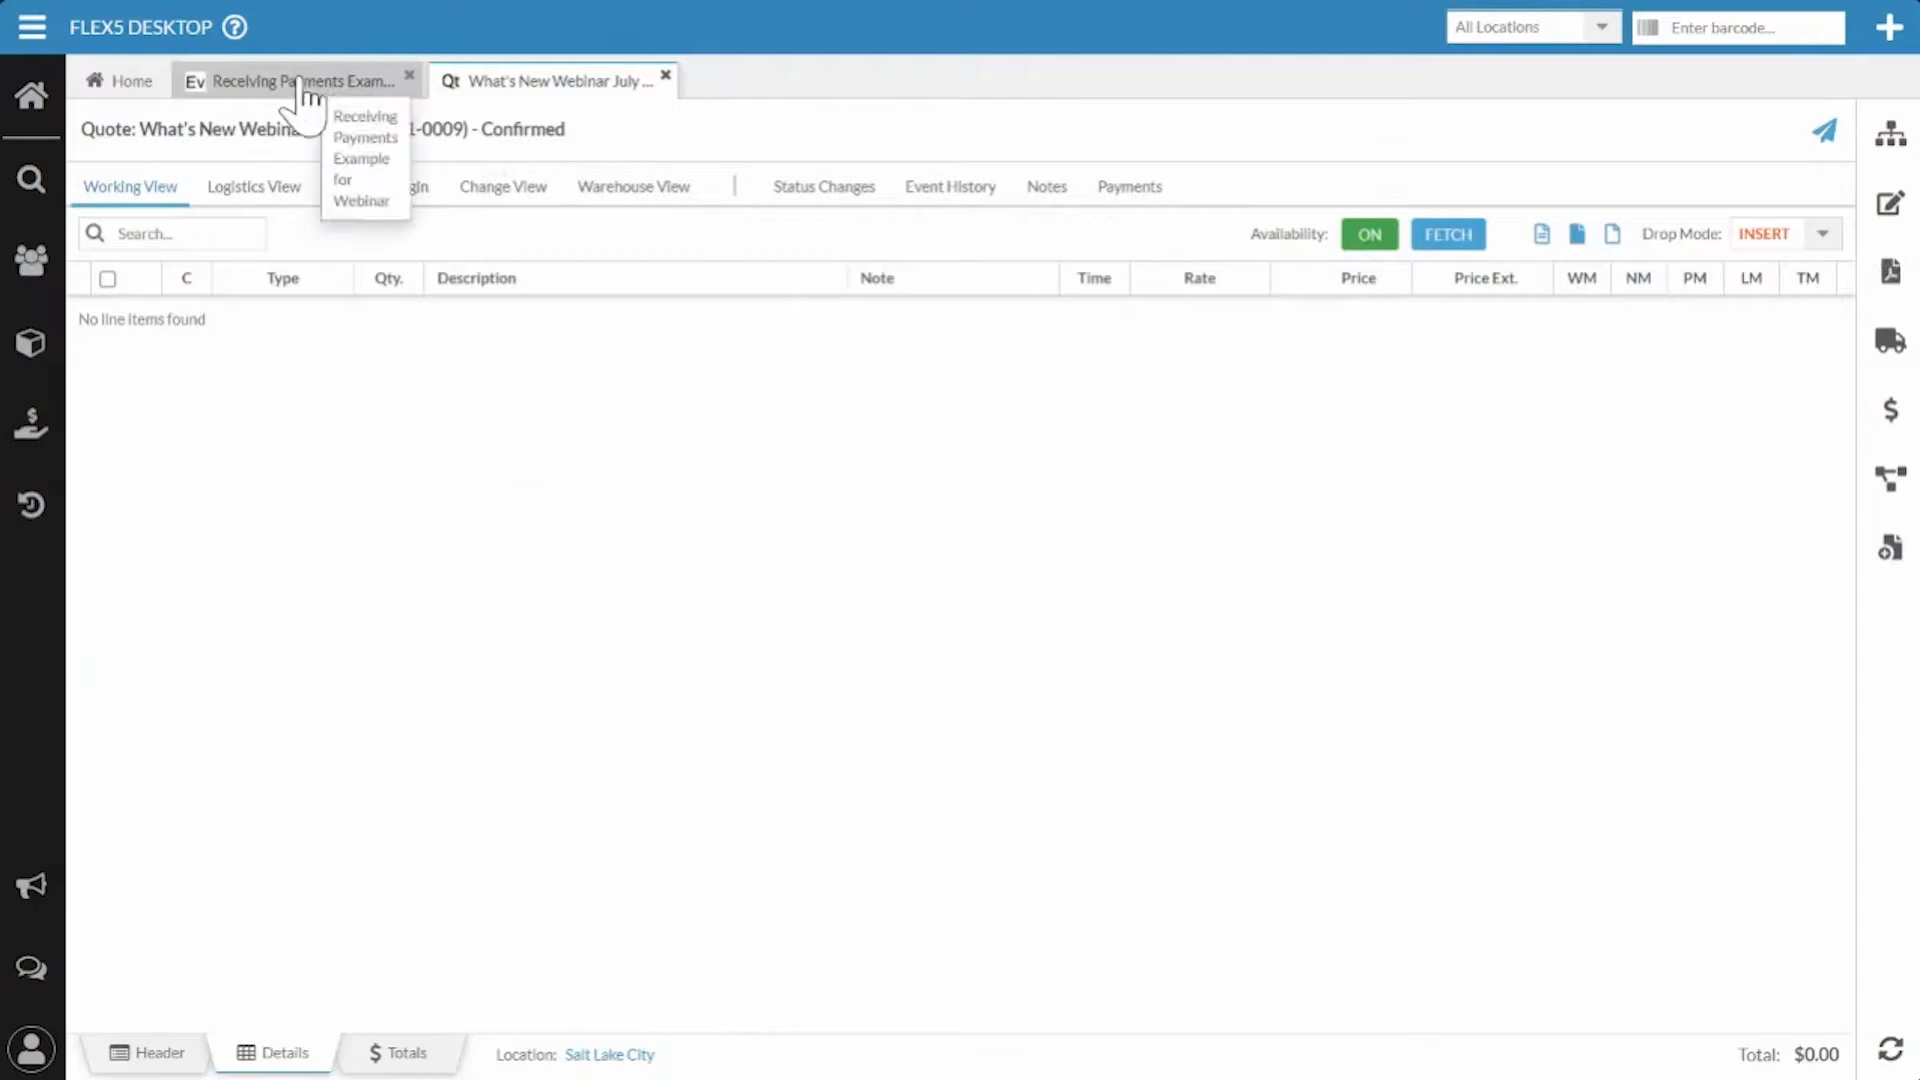 FLEX5 DESKTOP ?
All Locations
Enter barcode...
Home
Ev Receiving Payments Exam...
Qt What's New Webinar July ...
Receiving
Payments
Example
for
Webinar
Quote: What's New Webina 1-0009) - Confirmed
Working View
Logistics View
gin
Change View
Warehouse View
Status Changes
Event History
Notes
Payments
Search...
Availability:
ON
FETCH
Drop Mode:
INSERT
C
Type
Qty.
Description
Note
Time
Rate
Price
Price Ext.
WM
NM
PM
LM
TM
No line items found
Header
Details
$ Totals
Location: Salt Lake City
Total: $0.00